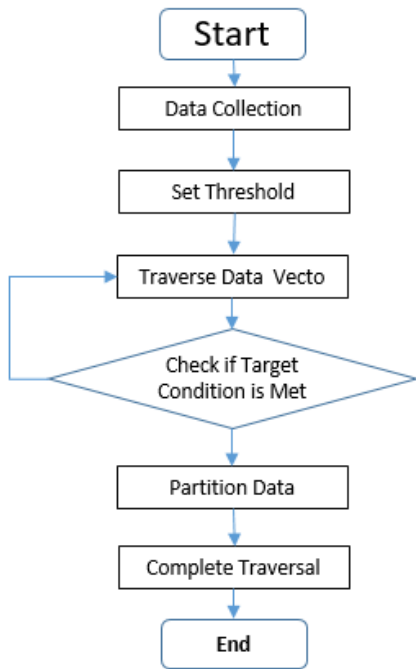 Start
Data Collection
Set Threshold
Traverse Data Vecto
Check if Target
Condition is Met
Partition Data
Complete Traversal
End